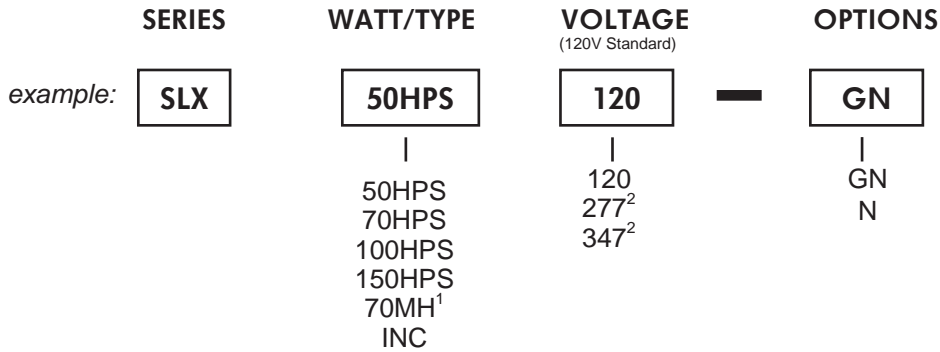 SERIES WATT/TYPE VOLTAGE OPTIONS
(120V Standard)
example: SLX 50HPS 120 GN
50HPS 120 GN
70HPS 277² N
100HPS 347²
150HPS
70MH¹
INC